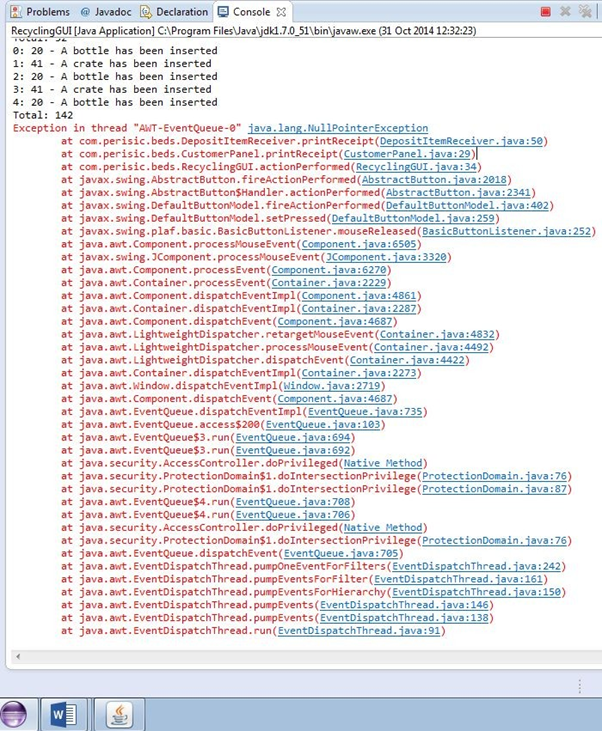 Problems @ Javadoc Declaration Console
RecyclingGUI [Java Application] C:\Program Files\Java\jdk1.7.0_51\bin\javaw.exe (31 Oct 2014 12:32:23)
0: 20 - A bottle has been inserted
1: 41 - A crate has been inserted
2: 20 - A bottle has been inserted
3: 41 - A crate has been inserted
4: 20 - A bottle has been inserted
Total: 142
Exception in thread "AWT-EventQueue-0" java.lang.NullPointerException
at com.perisic.beds.DepositItemReceiver.printReceipt(DepositItemReceiver.java:50)
at com.perisic.beds.CustomerPanel.printReceipt(CustomerPanel.java:29)
at com.perisic.beds.RecyclingGUI.actionPerformed(RecyclingGUI.java:34)
at javax.swing.AbstractButton.fireActionPerformed(AbstractButton.java:2018)
at javax.swing.AbstractButton$Handler.actionPerformed(AbstractButton.java:2341)
at javax.swing.DefaultButtonModel.fireActionPerformed(DefaultButtonModel.java:402)
at javax.swing.DefaultButtonModel.setPressed(DefaultButtonModel.java:259)
at javax.swing.plaf.basic.BasicButtonListener.mouseReleased(BasicButtonListener.java:252)
at java.awt.Component.processMouseEvent(Component.java:6505)
at javax.swing.JComponent.processMouseEvent(JComponent.java:3320)
at java.awt.Component.processEvent(Component.java:6270)
at java.awt.Container.processEvent(Container.java:2229)
at java.awt.Component.dispatchEventImpl(Component.java:4861)
at java.awt.Container.dispatchEventImpl(Container.java:2287)
at java.awt.Component.dispatchEvent(Component.java:4687)
at java.awt.LightweightDispatcher.retargetMouseEvent(Container.java:4832)
at java.awt.LightweightDispatcher.processMouseEvent(Container.java:4492)
at java.awt.LightweightDispatcher.dispatchEvent(Container.java:4422)
at java.awt.Container.dispatchEventImpl(Container.java:2273)
at java.awt.Window.dispatchEventImpl(Window.java:2719)
at java.awt.Component.dispatchEvent(Component.java:4687)
at java.awt.EventQueue.dispatchEventImpl(EventQueue.java:735)
at java.awt.EventQueue.access$200(EventQueue.java:103)
at java.awt.EventQueue$3.run(EventQueue.java:694)
at java.awt.EventQueue$3.run(EventQueue.java:692)
at java.security.AccessController.doPrivileged(Native Method)
at java.security.ProtectionDomain$1.doIntersectionPrivilege(ProtectionDomain.java:76)
at java.security.ProtectionDomain$1.doIntersectionPrivilege(ProtectionDomain.java:87)
at java.awt.EventQueue$4.run(EventQueue.java:708)
at java.awt.EventQueue$4.run(EventQueue.java:706)
at java.security.AccessController.doPrivileged(Native Method)
at java.security.ProtectionDomain$1.doIntersectionPrivilege(ProtectionDomain.java:76)
at java.awt.EventQueue.dispatchEvent(EventQueue.java:705)
at java.awt.EventDispatchThread.pumpOneEventForFilters(EventDispatchThread.java:242)
at java.awt.EventDispatchThread.pumpEventsForFilter(EventDispatchThread.java:161)
at java.awt.EventDispatchThread.pumpEventsForHierarchy(EventDispatchThread.java:150)
at java.awt.EventDispatchThread.pumpEvents(EventDispatchThread.java:146)
at java.awt.EventDispatchThread.pumpEvents(EventDispatchThread.java:138)
at java.awt.EventDispatchThread.run(EventDispatchThread.java:91)
W